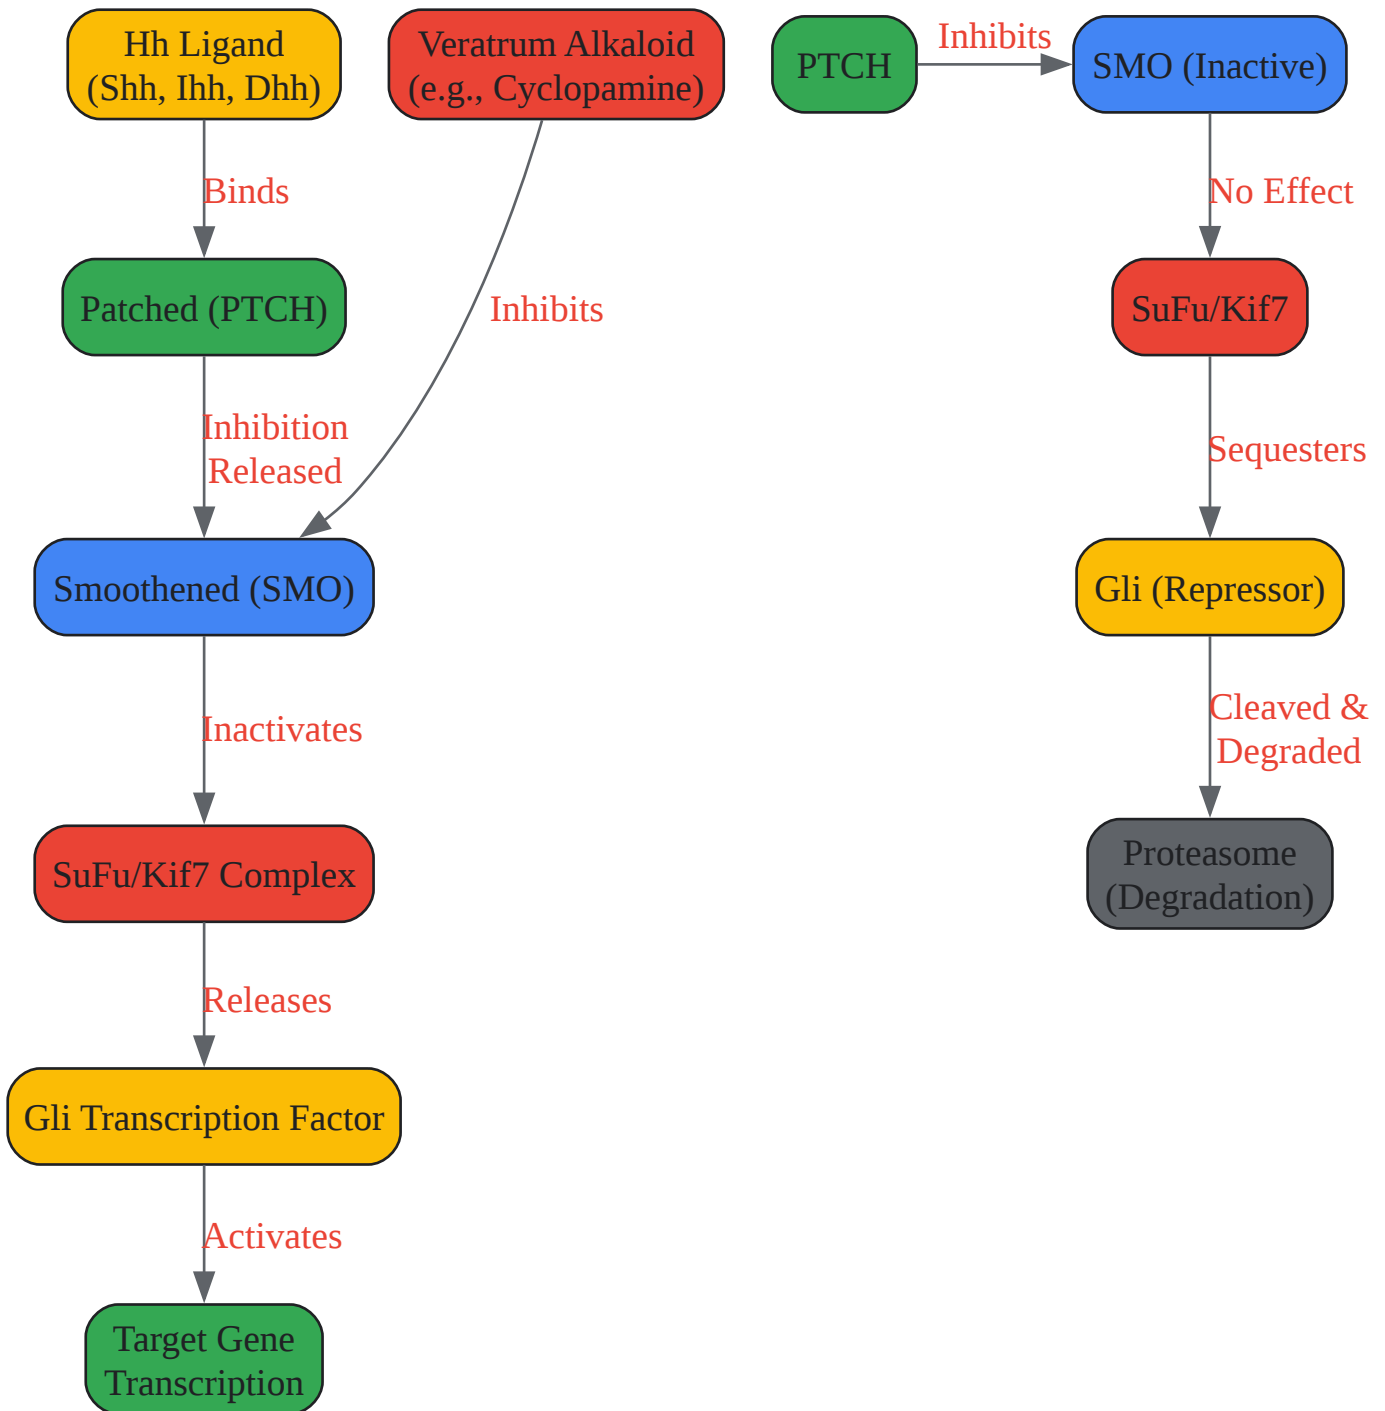 Hh Ligand
(Shh, Ihh, Dhh)
Veratrum Alkaloid
(e.g., Cyclopamine)
Binds
Patched (PTCH)
Inhibits
Inhibition
Released
Smoothened (SMO)
Inactivates
SuFu/Kif7 Complex
Releases
Gli Transcription Factor
Activates
Target Gene
Transcription
PTCH
Inhibits
SMO (Inactive)
No Effect
SuFu/Kif7
Sequesters
Gli (Repressor)
Cleaved &
Degraded
Proteasome
(Degradation)